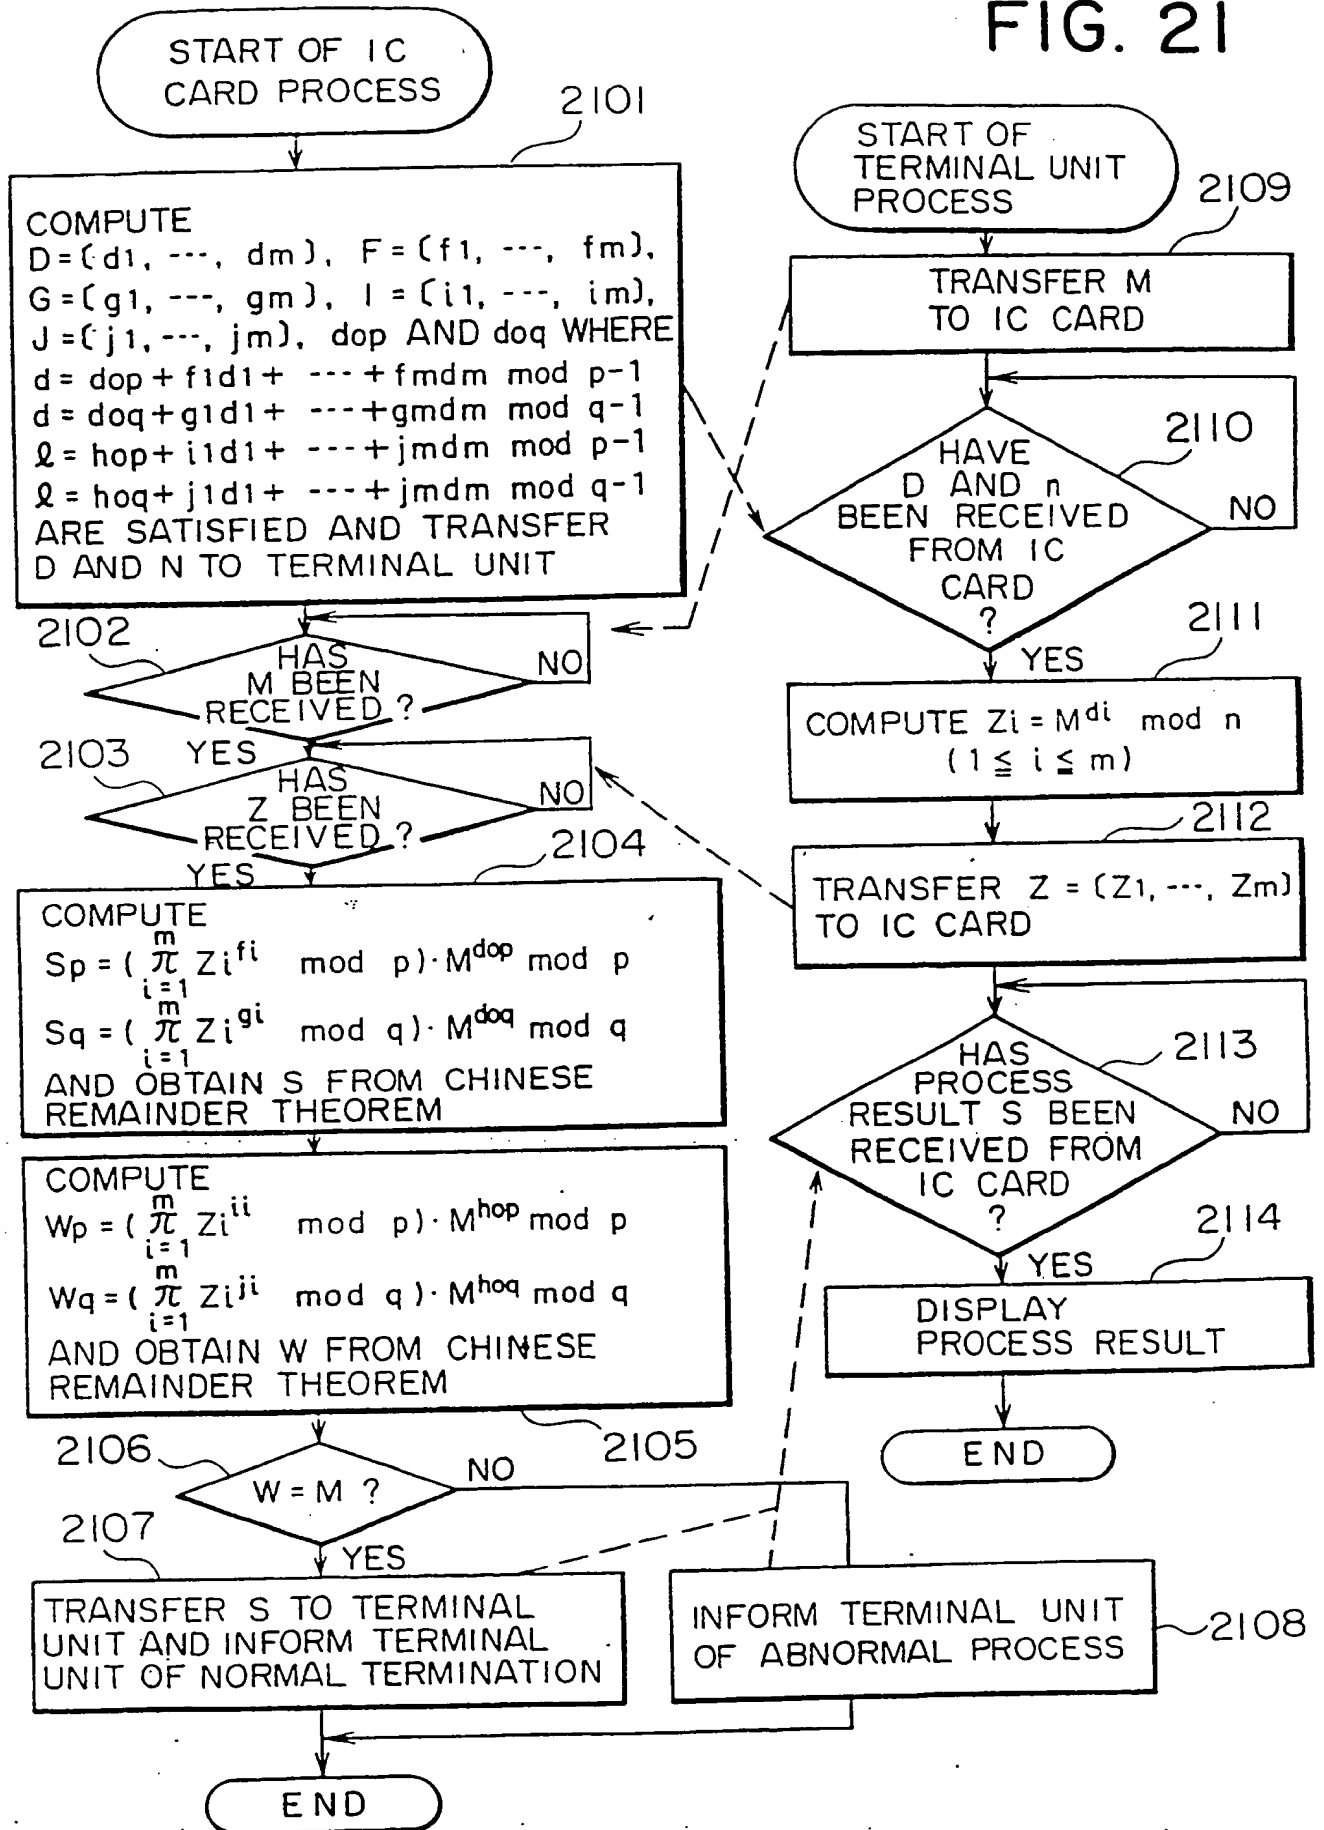 FIG. 21
START OF IC
CARD PROCESS
2101
COMPUTE
D=(d1, ---, dm), F=(f1, ---, fm),
G=(g1, ---, gm), I=(i1, ---, im),
J=(j1, ---, jm), dop AND doq WHERE
d=dop+f1d1+ ---+fmdm mod p-1
d=doq+g1d1+ ---+gmdm mod q-1
ℓ=hop+i1d1+ ---+jmdm mod p-1
ℓ=hoq+j1d1+ ---+jmdm mod q-1
ARE SATISFIED AND TRANSFER
D AND N TO TERMINAL UNIT
2102
HAS
M BEEN
RECEIVED ?
NO
YES
2103
HAS
Z BEEN
RECEIVED ?
NO
YES
2104
COMPUTE
Sp=( m π i=1 Zi^fi mod p)·M^dop mod p
Sq=( m π i=1 Zi^gi mod q)·M^doq mod q
AND OBTAIN S FROM CHINESE
REMAINDER THEOREM
COMPUTE
Wp=( m π i=1 Zi^ii mod p)·M^hop mod p
Wq=( m π i=1 Zi^ji mod q)·M^hoq mod q
AND OBTAIN W FROM CHINESE
REMAINDER THEOREM
2105
2106
W=M ?
NO
YES
2107
TRANSFER S TO TERMINAL
UNIT AND INFORM TERMINAL
UNIT OF NORMAL TERMINATION
INFORM TERMINAL UNIT
OF ABNORMAL PROCESS
2108
END
START OF
TERMINAL UNIT
PROCESS
2109
TRANSFER M
TO IC CARD
2110
HAVE
D AND n
BEEN RECEIVED
FROM IC
CARD
?
NO
YES
2111
COMPUTE Zi=M^di mod n
(1≦i≦m)
2112
TRANSFER Z=(Z1, ---, Zm)
TO IC CARD
2113
HAS
PROCESS
RESULT S BEEN
RECEIVED FROM
IC CARD
?
NO
YES
2114
DISPLAY
PROCESS RESULT
END